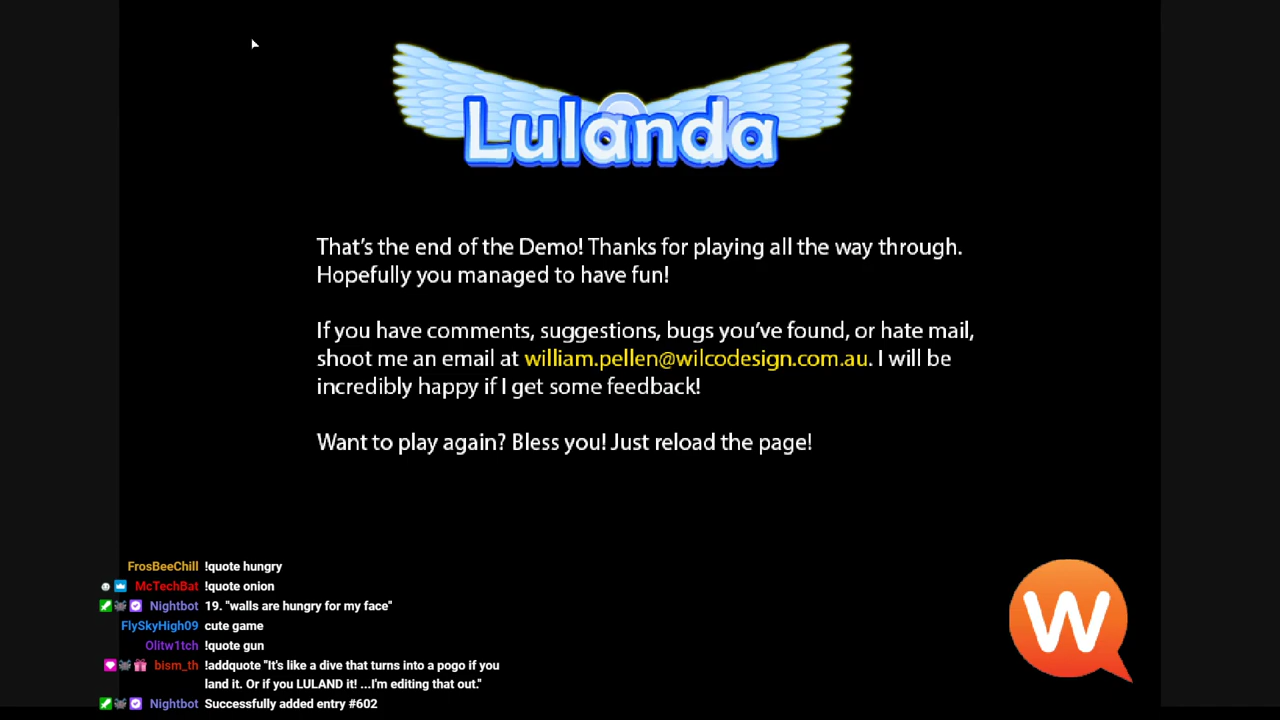 Lulanda
That's the end of the Demo! Thanks for playing all the way through.
Hopefully you managed to have fun!
If you have comments, suggestions, bugs you've found, or hate mail,
shoot me an email at william.pellen@wilcodesign.com.au. I will be
incredibly happy if I get some feedback!
Want to play again? Bless you! Just reload the page!
FrosBeeChill !quote hungry
McTechBat !quote onion
Nightbot 19. "walls are hungry for my face"
FlySkyHigh09 cute game
Olitw1tch !quote gun
bism_th !addquote "It's like a dive that turns into a pogo if you
land it. Or if you LULAND it! ...I'm editing that out."
Nightbot Successfully added entry #602
W